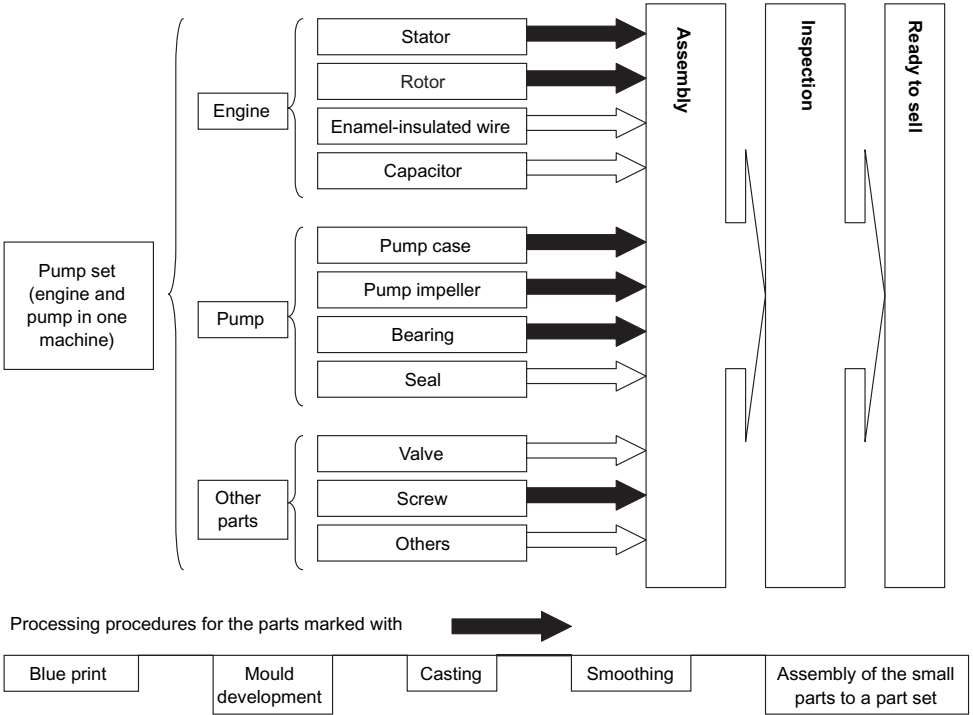 Stator
Rotor
Enamel-insulated wire
Capacitor
Engine
Pump set
(engine and
pump in one
machine)
Pump case
Pump impeller
Bearing
Seal
Pump
Valve
Screw
Others
Other
parts
Assembly
Inspection
Ready to sell
Processing procedures for the parts marked with
Blue print
Mould
development
Casting
Smoothing
Assembly of the small
parts to a part set